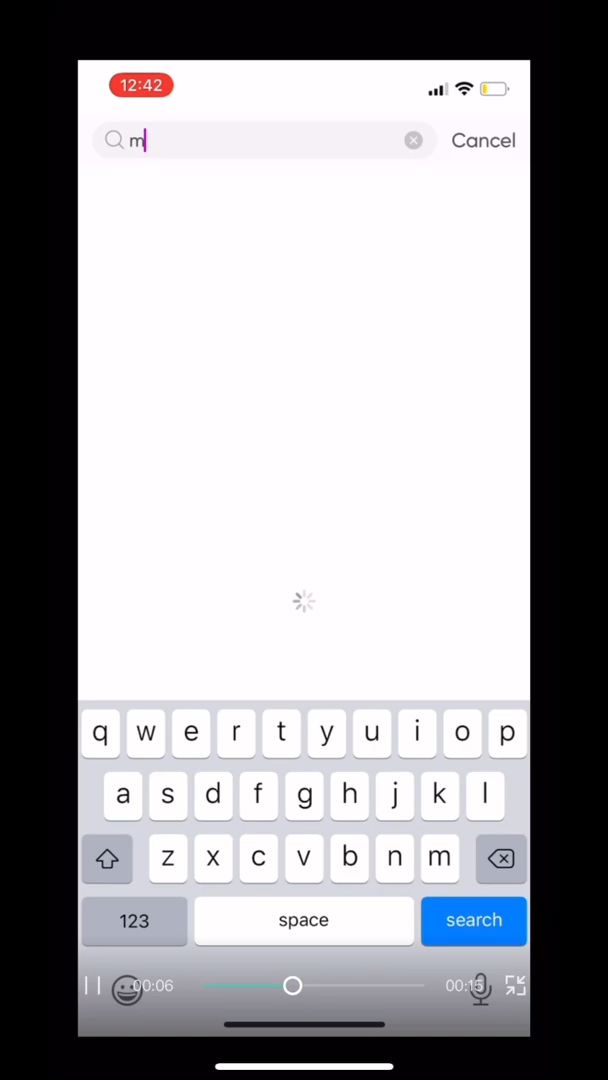 12:42
m
Cancel
q w e r t y u i o p
a s d f g h j k l
z x c v b n m
123 space search
00:06 00:15